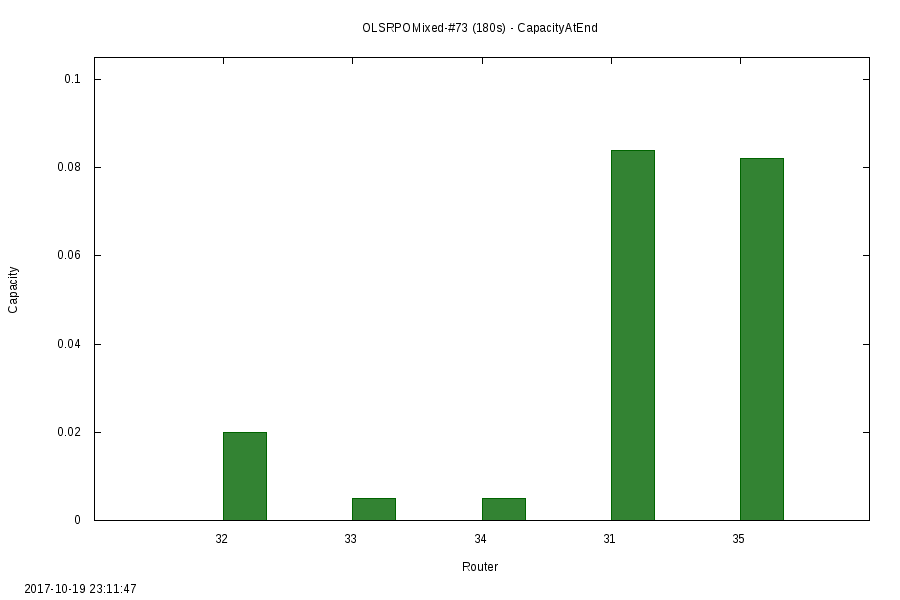 OLSRPOMixed-#73 (180s) - CapacityAtEnd
0.1
0.08
0.06
0.04
0.02
0
Capacity
32 33 34 31 35
Router
2017-10-19 23:11:47